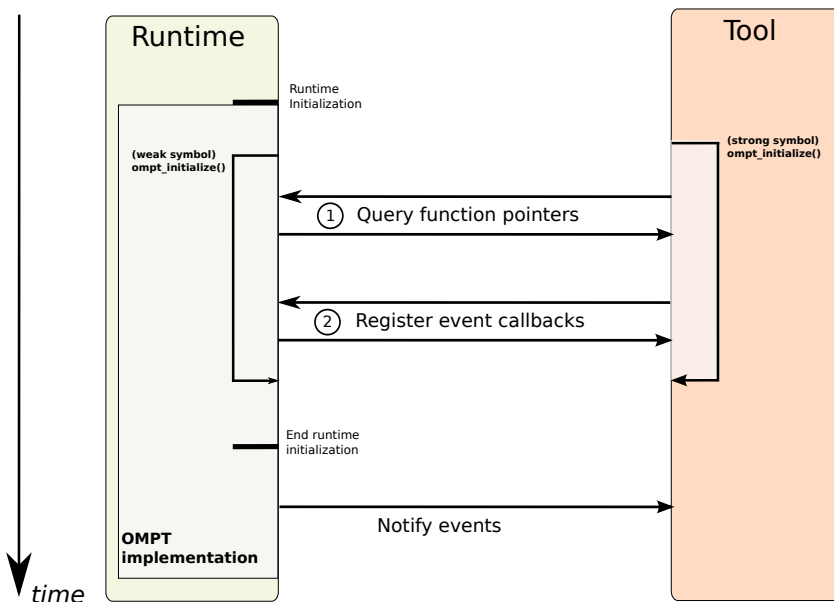 Runtime
Tool
Runtime
Initialization
(weak symbol)
ompt_initialize()
(strong symbol)
ompt_initialize()
1 Query function pointers
2 Register event callbacks
End runtime
initialization
Notify events
OMPT
implementation
time